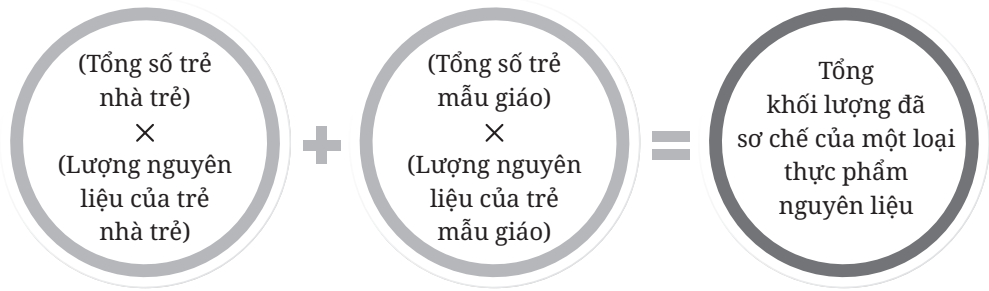 (Tổng số trẻ
nhà trẻ)
×
(Lượng nguyên
liệu của trẻ
nhà trẻ)
+
(Tổng số trẻ
mẫu giáo)
×
(Lượng nguyên
liệu của trẻ
mẫu giáo)
=
Tổng
khối lượng đã
sơ chế của một loại
thực phẩm
nguyên liệu